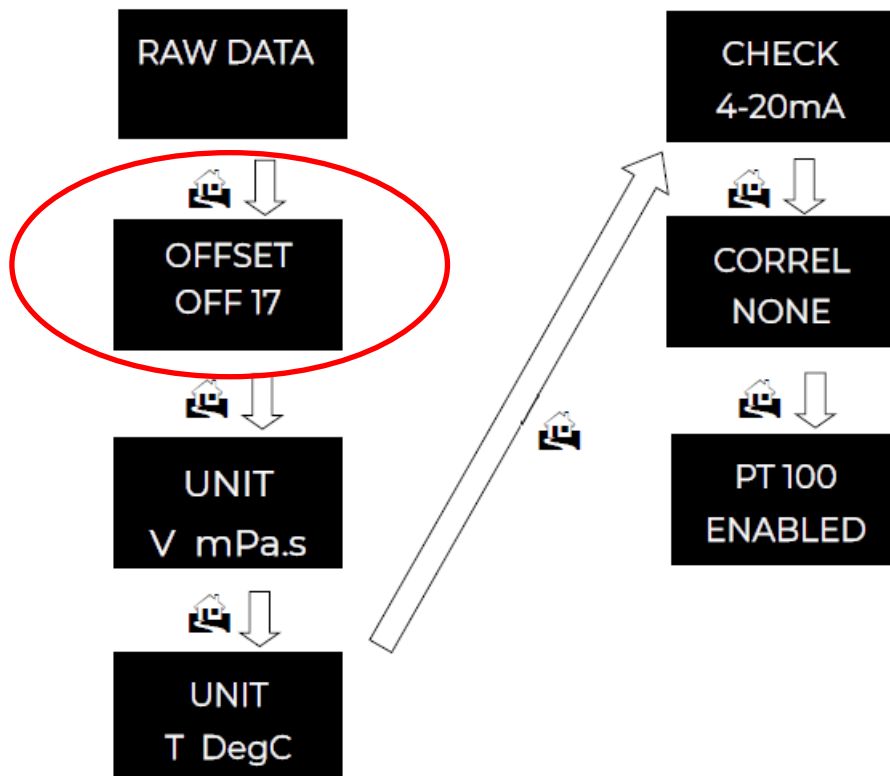 RAW DATA
OFFSET
OFF 17
UNIT
V mPa.s
UNIT
T DegC
CHECK
4-20mA
CORREL
NONE
PT 100
ENABLED